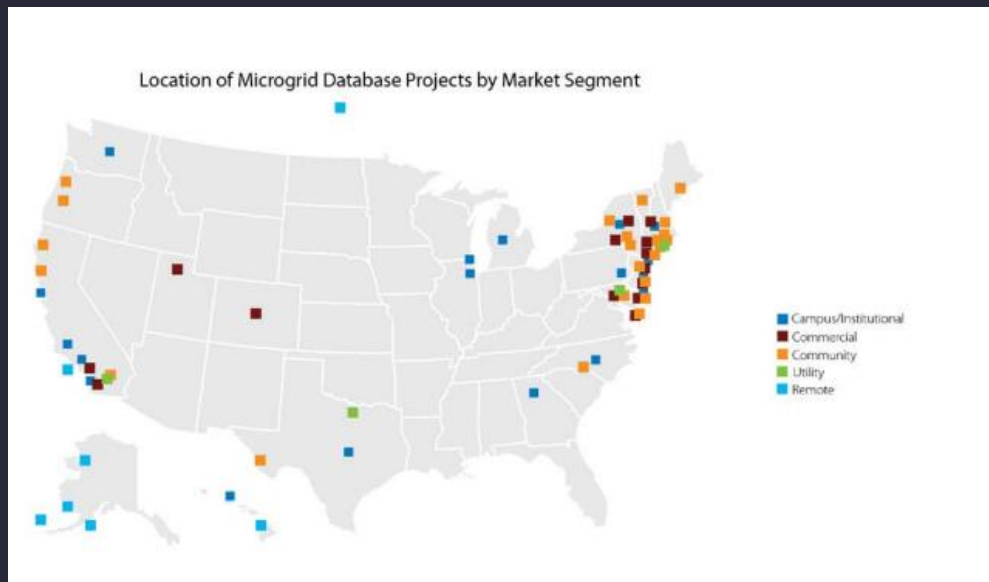 Location of Microgrid Database Projects by Market Segment
Campus/Institutional
Commercial
Community
Utility
Remote